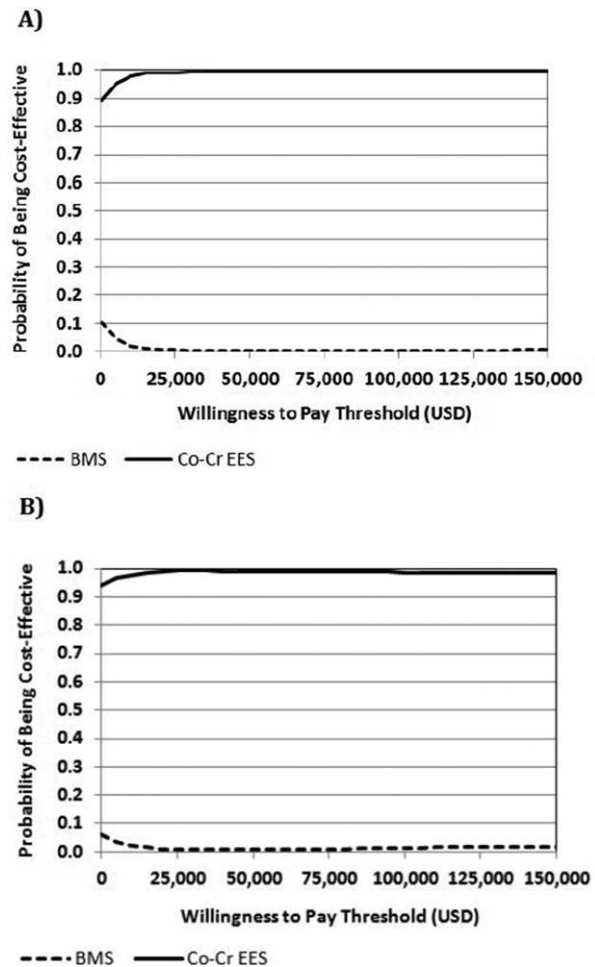 A)
Probability of Being Cost-Effective
1.0
0.9
0.8
0.7
0.6
0.5
0.4
0.3
0.2
0.1
0.0
0 25,000 50,000 75,000 100,000 125,000 150,000
Willingness to Pay Threshold (USD)
BMS Co-Cr EES
B)
Probability of Being Cost-Effective
1.0
0.9
0.8
0.7
0.6
0.5
0.4
0.3
0.2
0.1
0.0
0 25,000 50,000 75,000 100,000 125,000 150,000
Willingness to Pay Threshold (USD)
BMS Co-Cr EES